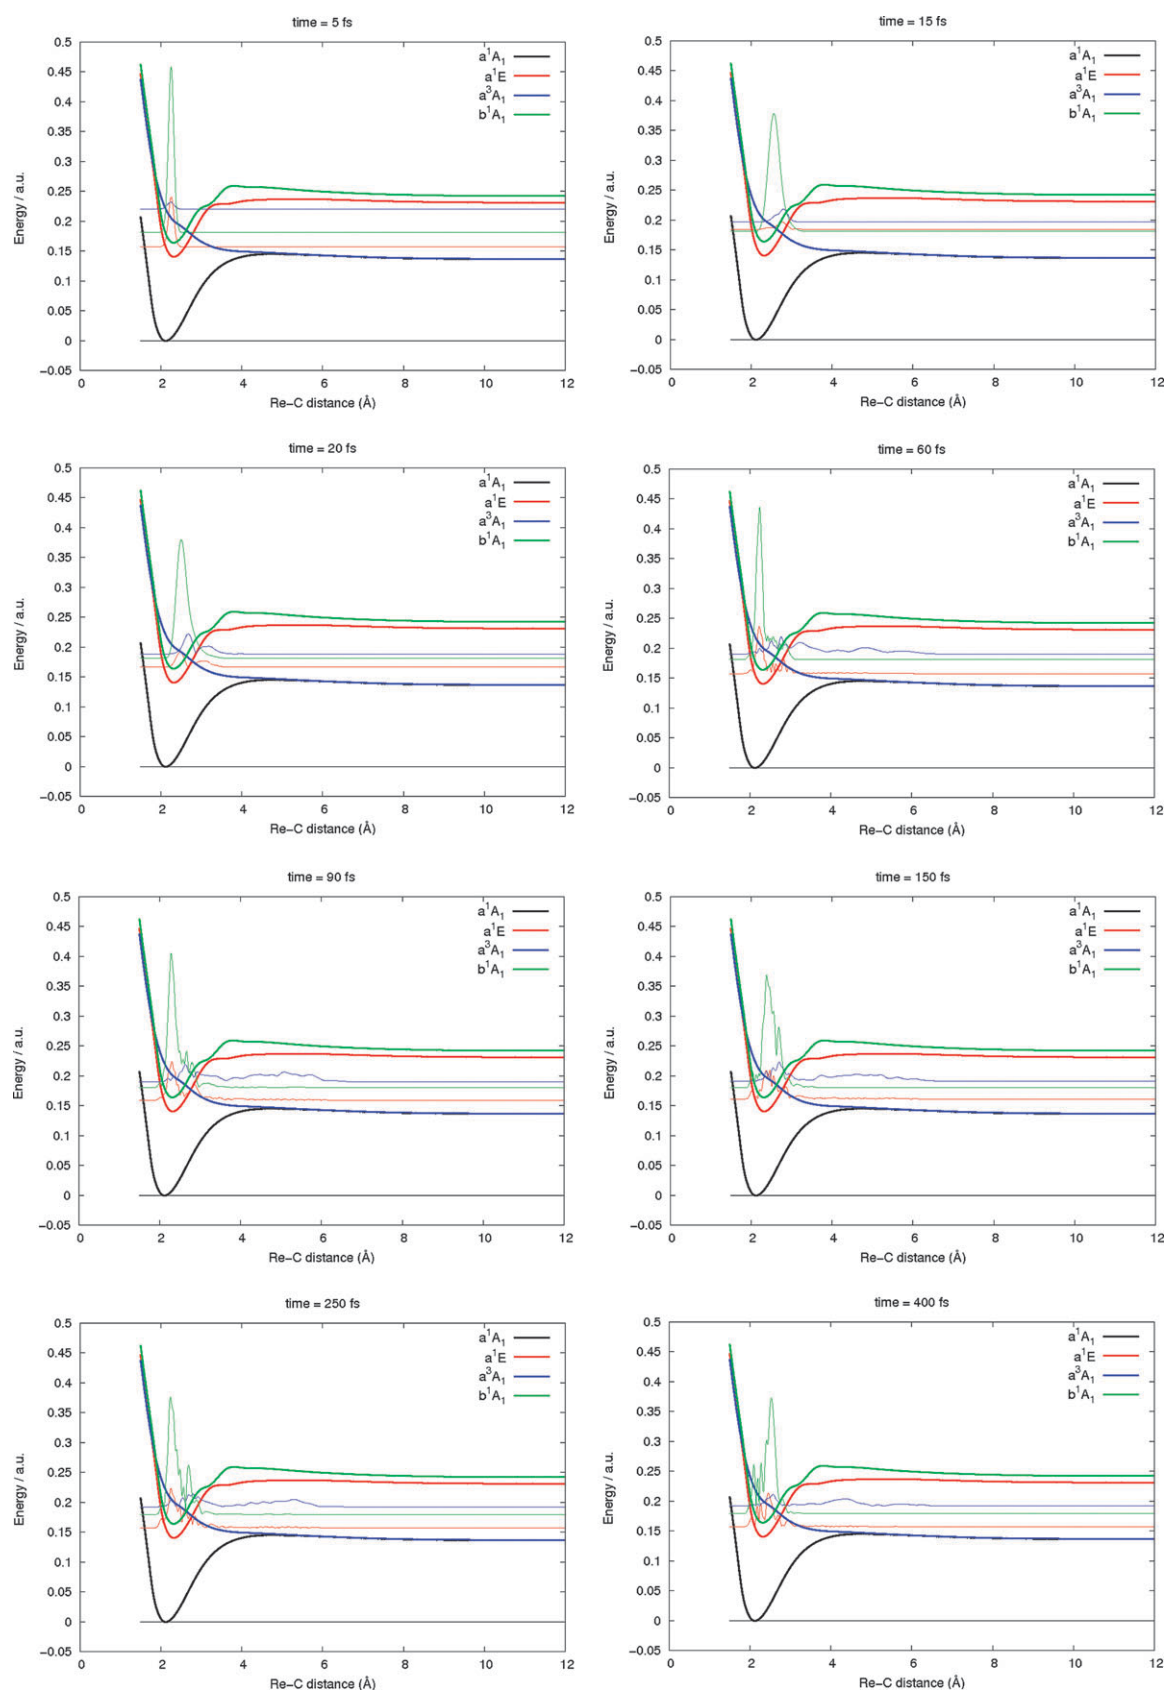 time = 5 fs
0.5
0.45
0.4
0.35
0.3
0.25
0.2
0.15
0.1
0.05
0
−0.05
Energy / a.u.
a¹A₁
a¹E
a³A₁
b¹A₁
0 2 4 6 8 10 12
Re−C distance (Å)
time = 15 fs
0.5
0.45
0.4
0.35
0.3
0.25
0.2
0.15
0.1
0.05
0
−0.05
Energy / a.u.
a¹A₁
a¹E
a³A₁
b¹A₁
0 2 4 6 8 10 12
Re−C distance (Å)
time = 20 fs
0.5
0.45
0.4
0.35
0.3
0.25
0.2
0.15
0.1
0.05
0
−0.05
Energy / a.u.
a¹A₁
a¹E
a³A₁
b¹A₁
0 2 4 6 8 10 12
Re−C distance (Å)
time = 60 fs
0.5
0.45
0.4
0.35
0.3
0.25
0.2
0.15
0.1
0.05
0
−0.05
Energy / a.u.
a¹A₁
a¹E
a³A₁
b¹A₁
0 2 4 6 8 10 12
Re−C distance (Å)
time = 90 fs
0.5
0.45
0.4
0.35
0.3
0.25
0.2
0.15
0.1
0.05
0
−0.05
Energy / a.u.
a¹A₁
a¹E
a³A₁
b¹A₁
0 2 4 6 8 10 12
Re−C distance (Å)
time = 150 fs
0.5
0.45
0.4
0.35
0.3
0.25
0.2
0.15
0.1
0.05
0
−0.05
Energy / a.u.
a¹A₁
a¹E
a³A₁
b¹A₁
0 2 4 6 8 10 12
Re−C distance (Å)
time = 250 fs
0.5
0.45
0.4
0.35
0.3
0.25
0.2
0.15
0.1
0.05
0
−0.05
Energy / a.u.
a¹A₁
a¹E
a³A₁
b¹A₁
0 2 4 6 8 10 12
Re−C distance (Å)
time = 400 fs
0.5
0.45
0.4
0.35
0.3
0.25
0.2
0.15
0.1
0.05
0
−0.05
Energy / a.u.
a¹A₁
a¹E
a³A₁
b¹A₁
0 2 4 6 8 10 12
Re−C distance (Å)